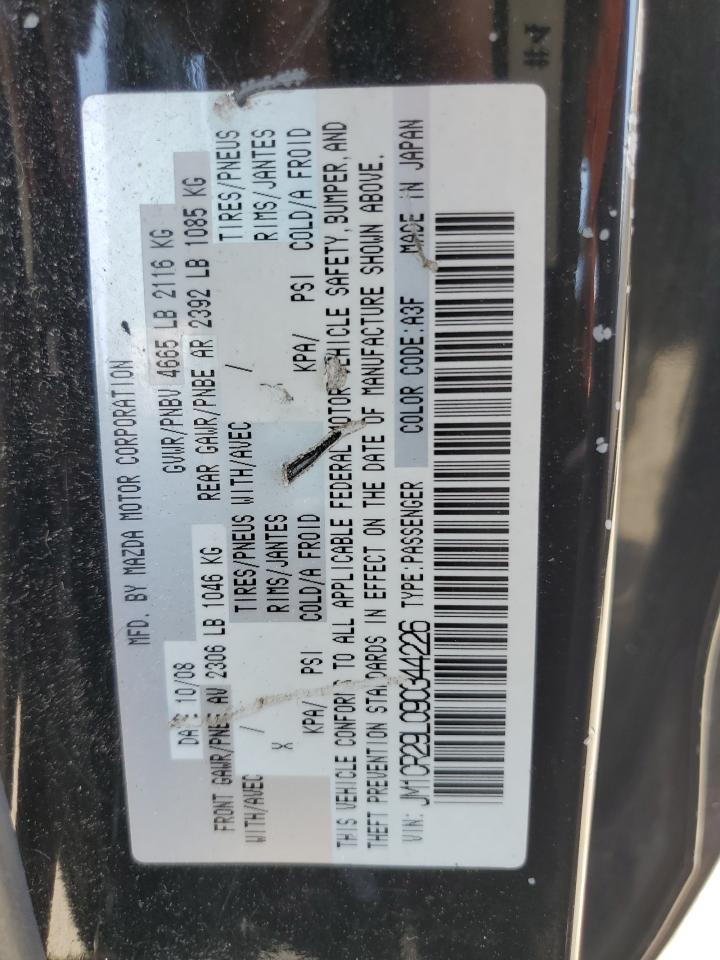 MFD. BY MAZDA MOTOR CORPORATION
DATE: 10/08 GVWR/PNBV 4665 LB 2116 KG
FRONT GAWR/PNBE AV 2306 LB 1046 KG REAR GAWR/PNBE AR 2392 LB 1085 KG
WITH/AVEC / TIRES/PNEUS WITH/AVEC / TIRES/PNEUS
X RIMS/JANTES RIMS/JANTES
KPA/ PSI COLD/A FROID KPA/ PSI COLD/A FROID
THIS VEHICLE CONFORMS TO ALL APPLICABLE FEDERAL MOTOR VEHICLE SAFETY, BUMPER, AND
THEFT PREVENTION STANDARDS IN EFFECT ON THE DATE OF MANUFACTURE SHOWN ABOVE.
VIN: JM1CR29L090344226 TYPE:PASSENGER COLOR CODE:A3F MADE IN JAPAN